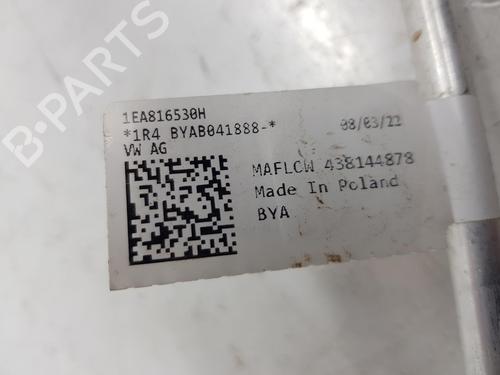 1EA816530H
*1R4 BYAB041888-* 08/03/22
VW AG
MAFLCW 438144878
Made In Poland
BYA
B-PARTS